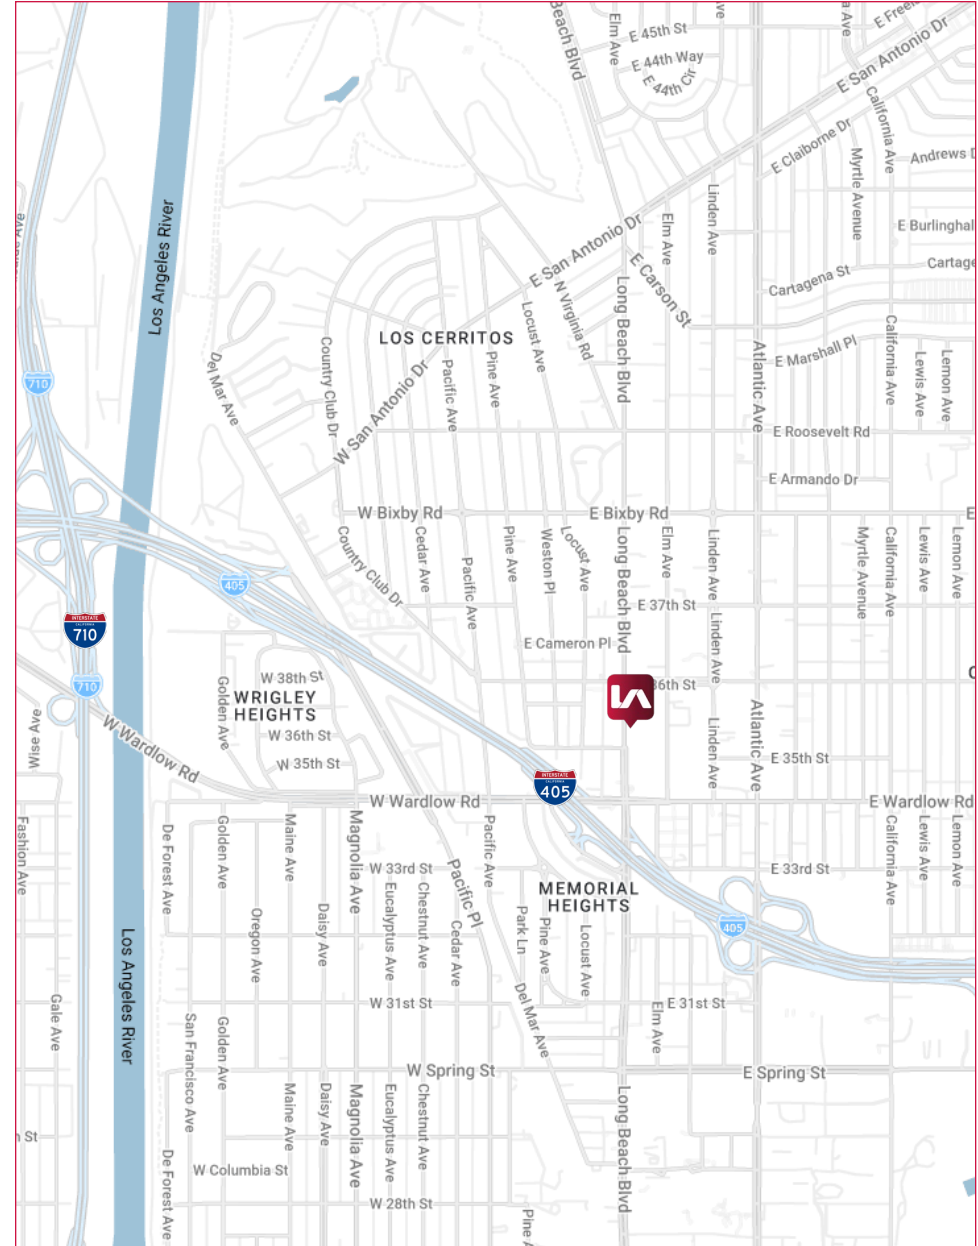 Beach Blvd
Elm Ave
E 45th St
E 44th Way
E 44th Cir
E San Antonio Dr
California Ave
E Claiborne Dr
Myrtle Avenue
Andrews
Linden Ave
Los Angeles River
E San Antonio Dr
Elm Ave
E Burlinghal
E Carson St
Cartagena St
Cartage
N Virginia Rd
Long Beach Blvd
Locust Ave
LOS CERRITOS
Country Club Dr
Del Mar Ave
Pacific Ave
Pine Ave
Atlantic Ave
E Marshall Pl
California Ave
Lewis Ave
Lemon Ave
710
W San Antonio Dr
E Roosevelt Rd
E Armando Dr
W Bixby Rd
E Bixby Rd
E
Country Club Dr
Cedar Ave
Pacific Ave
Pine Ave
Weston Pl
Locust Ave
Long Beach Blvd
Elm Ave
Linden Ave
Myrtle Avenue
California Ave
Lewis Ave
Lemon Ave
405
E 37th St
INTERSTATE
CALIFORNIA
710
E Cameron Pl
Linden Ave
W 38th St
710
36th St
WRIGLEY
HEIGHTS
Golden Ave
LA
Wise Ave
W Wardlow Rd
W 36th St
Linden Ave
Atlantic Ave
W 35th St
E 35th St
INTERSTATE
CALIFORNIA
405
W Wardlow Rd
E Wardlow Rd
Fashion Ave
De Forest Ave
Golden Ave
Maine Ave
Magnolia Ave
Pacific Ave
California Ave
Lewis Ave
Lemon Ave
W 33rd St
Pacific Pl
E 33rd St
MEMORIAL
HEIGHTS
Eucalyptus Ave
Chestnut Ave
Oregon Ave
Daisy Ave
Cedar Ave
Park Ln
Pine Ave
Locust Ave
405
Los Angeles River
W 31st St
E 31st St
Gale Ave
San Francisco Ave
Golden Ave
Del Mar Ave
Elm Ave
W Spring St
E Spring St
Maine Ave
Daisy Ave
Magnolia Ave
Eucalyptus Ave
Chestnut Ave
Long Beach Blvd
St
De Forest Ave
W Columbia St
W 28th St
Pine